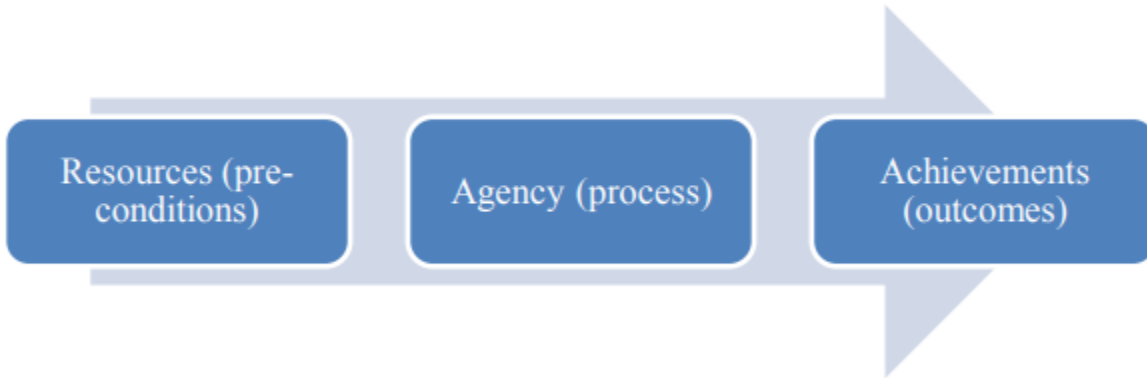 Resources (pre-
conditions)
Agency (process)
Achievements
(outcomes)